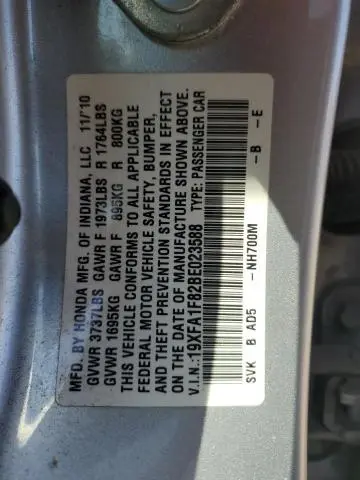 MFD. BY HONDA MFG. OF INDIANA, LLC 11/10
GVWR 3737LBS GAWR F 1973LBS R 1764LBS
GVWR 1695KG GAWR F 895KG R 800KG
THIS VEHICLE CONFORMS TO ALL APPLICABLE
FEDERAL MOTOR VEHICLE SAFETY, BUMPER,
AND THEFT PREVENTION STANDARDS IN EFFECT
ON THE DATE OF MANUFACTURE SHOWN ABOVE.
V.I.N.:19XFA1F82BE023588 TYPE: PASSENGER CAR
SVK B AD5 -NH700M -B -E